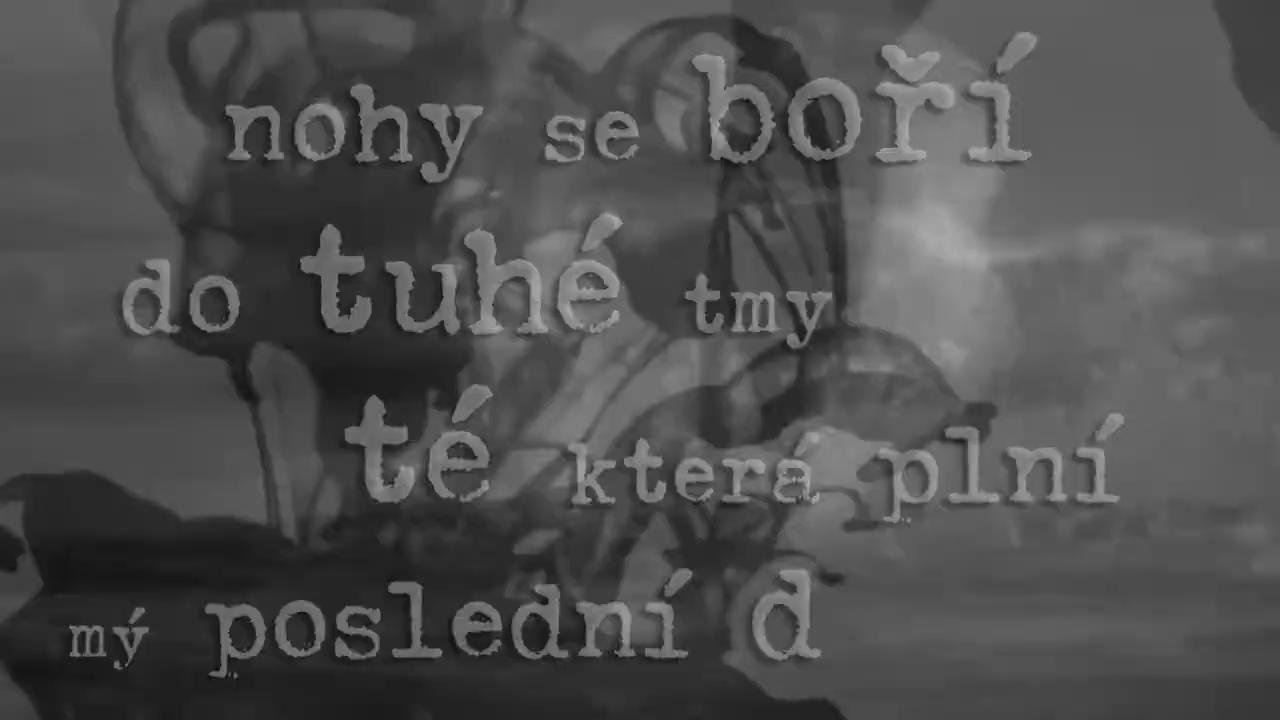 nohy se boří
do tuhé tmy
té která plní
mý poslední d